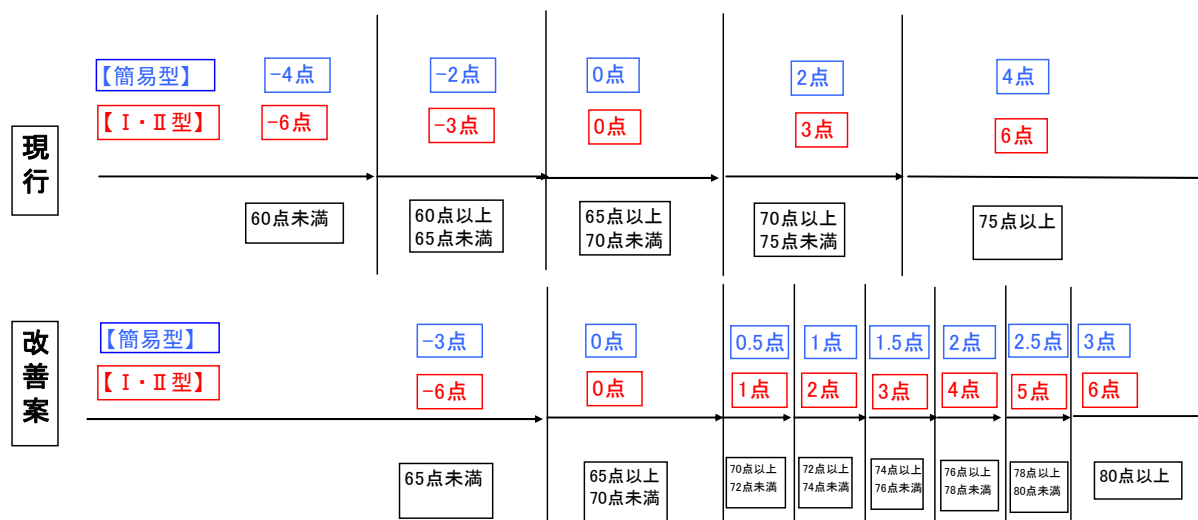 現行
【簡易型】 −4点 −2点 0点 2点 4点
【Ⅰ・Ⅱ型】 −6点 −3点 0点 3点 6点
60点未満
60点以上
65点未満
65点以上
70点未満
70点以上
75点未満
75点以上
改善案
【簡易型】 −3点 0点 0.5点 1点 1.5点 2点 2.5点 3点
【Ⅰ・Ⅱ型】 −6点 0点 1点 2点 3点 4点 5点 6点
65点未満
65点以上
70点未満
70点以上
72点未満
72点以上
74点未満
74点以上
76点未満
76点以上
78点未満
78点以上
80点未満
80点以上